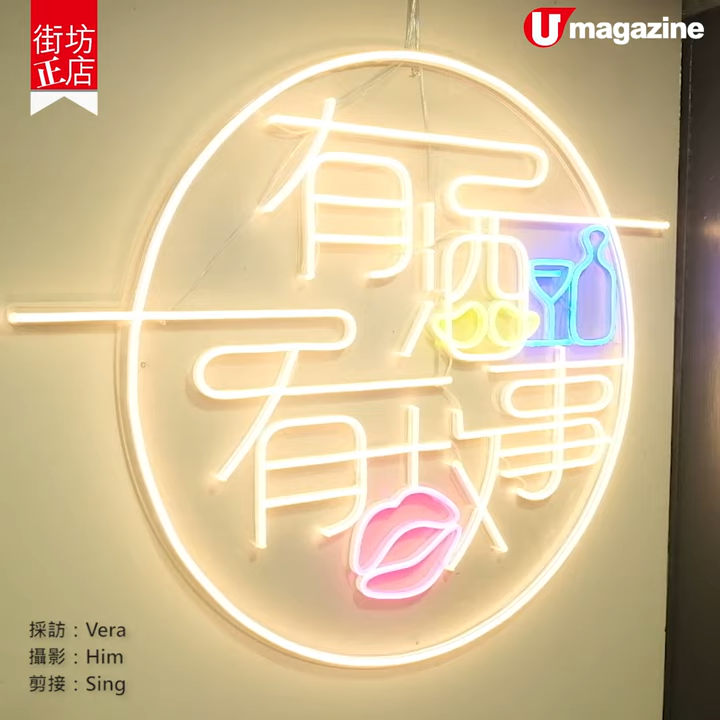 街坊
正店
U magazine
有酒
有故事
採訪：Vera
攝影：Him
剪接：Sing